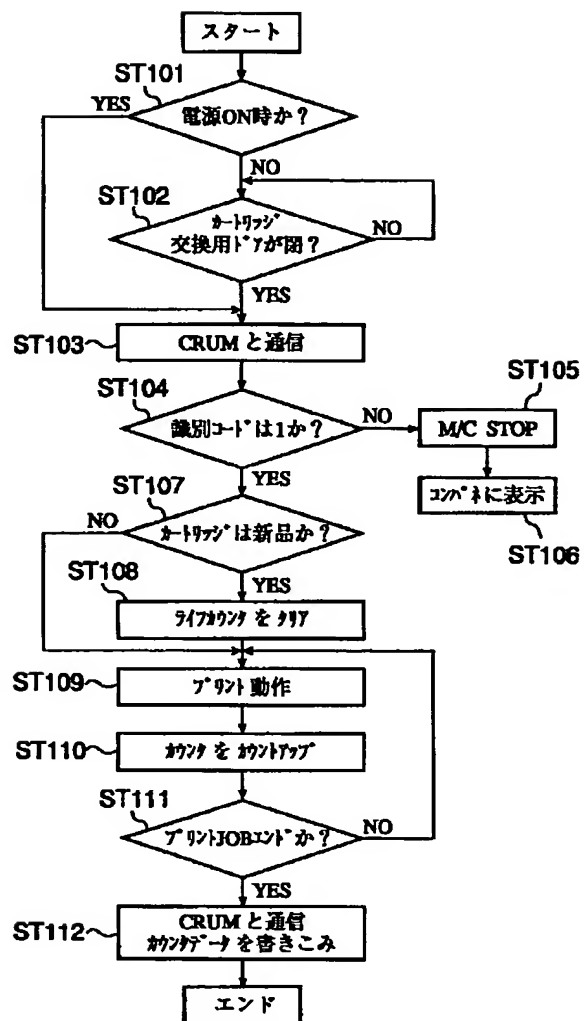 スタート
ST101
YES
電源ON時か？
NO
NO
ST102
カートリッジ
交換用ドアが閉？
NO
YES
ST103
CRUMと通信
ST104
ST105
識別コードは1か？
NO
M/C STOP
YES
ST107
コンパネに表示
NO
カートリッジは新品か？
ST106
ST108
YES
ライフカウンタをクリア
ST109
プリント動作
ST110
カウンタをカウントアップ
ST111
プリントJOBエンドか？
NO
YES
ST112
CRUMと通信
カウンタデータを書きこみ
エンド